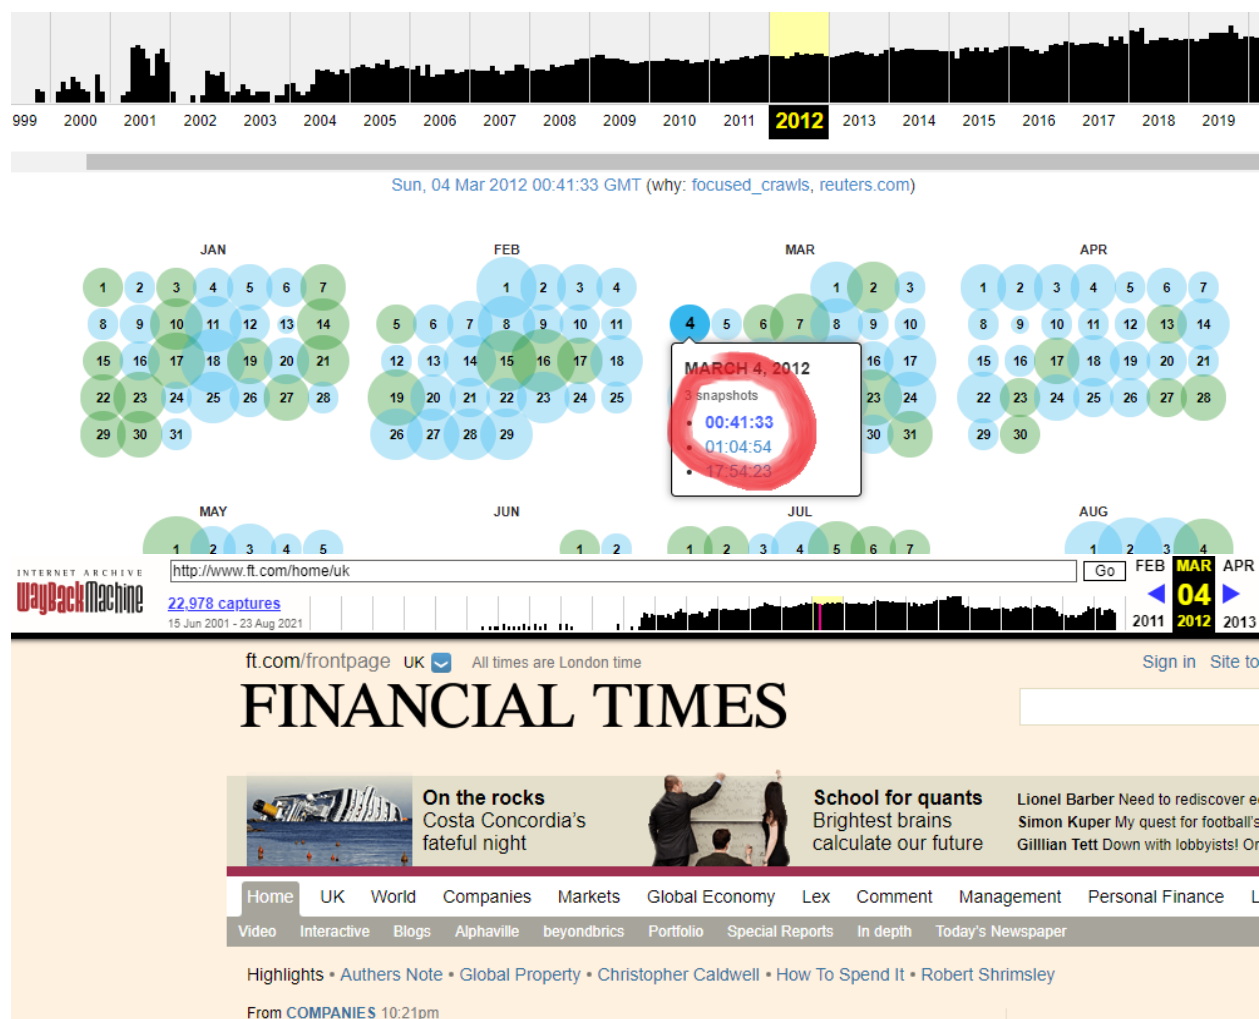 999 2000 2001 2002 2003 2004 2005 2006 2007 2008 2009 2010 2011 2012 2013 2014 2015 2016 2017 2018 2019
Sun, 04 Mar 2012 00:41:33 GMT (why: focused_crawls, reuters.com)
JAN FEB MAR APR
1 2 3 4 5 6 7 1 2 3 4 1 2 3 1 2 3 4 5 6 7
8 9 10 11 12 13 14 5 6 7 8 9 10 11 4 5 6 7 8 9 10 8 9 10 11 12 13 14
15 16 17 18 19 20 21 12 13 14 15 16 17 18 16 17 15 16 17 18 19 20 21
22 23 24 25 26 27 28 19 20 21 22 23 24 25 23 24 22 23 24 25 26 27 28
29 30 31 26 27 28 29 30 31 29 30
MARCH 4, 2012
3 snapshots
• 00:41:33
• 01:04:54
• 17:54:23
MAY JUN JUL AUG
1 2 3 4 5 1 2 1 2 3 4 5 6 7 1 2 3 4
INTERNET ARCHIVE
WayBackMachine
http://www.ft.com/home/uk
Go
22,978 captures
15 Jun 2001 - 23 Aug 2021
FEB MAR APR
04
2011 2012 2013
ft.com/frontpage UK All times are London time
Sign in Site to
FINANCIAL TIMES
On the rocks
Costa Concordia's
fateful night
School for quants
Brightest brains
calculate our future
Lionel Barber Need to rediscover e
Simon Kuper My quest for football's
Gilllian Tett Down with lobbyists! Or
Home UK World Companies Markets Global Economy Lex Comment Management Personal Finance L
Video Interactive Blogs Alphaville beyondbrics Portfolio Special Reports In depth Today's Newspaper
Highlights • Authers Note • Global Property • Christopher Caldwell • How To Spend It • Robert Shrimsley
From COMPANIES 10:21pm